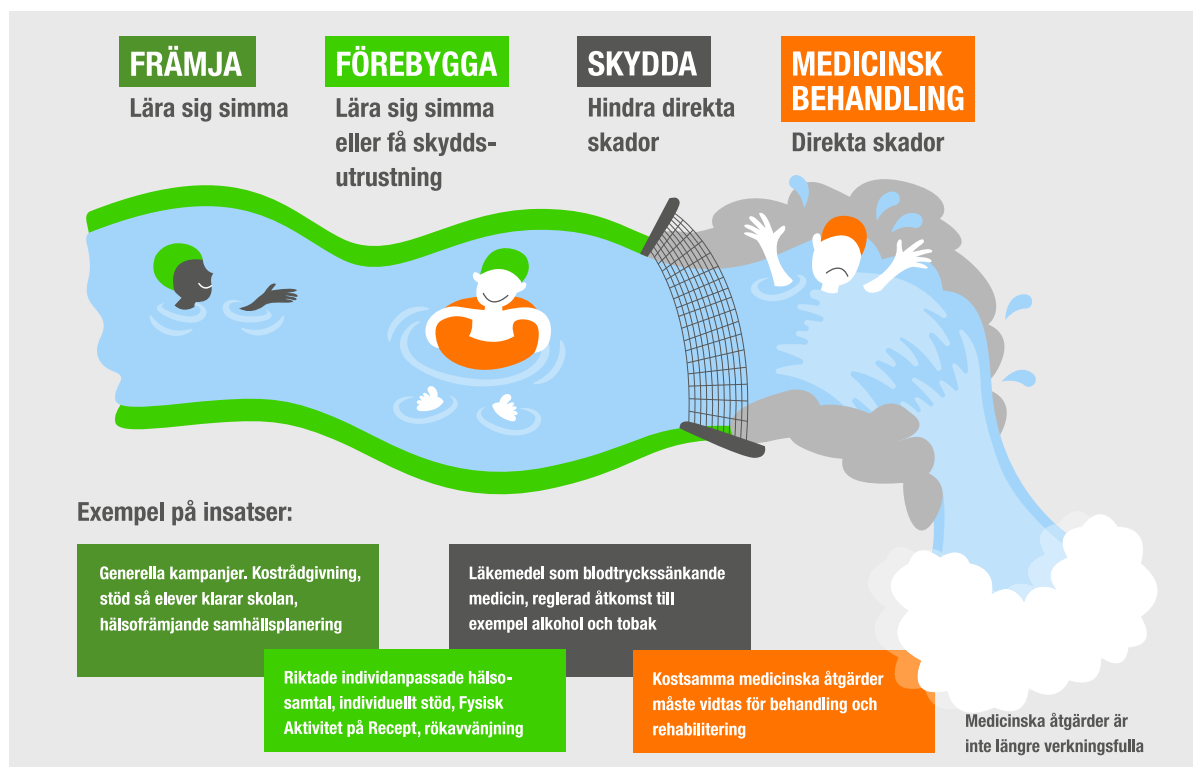 FRÄMJA
Lära sig simma
FÖREBYGGA
Lära sig simma
eller få skydds-
utrustning
SKYDDA
Hindra direkta
skador
MEDICINSK
BEHANDLING
Direkta skador
Exempel på insatser:
Generella kampanjer. Kostrådgivning,
stöd så elever klarar skolan,
hälsofrämjande samhällsplanering
Riktade individanpassade hälso-
samtal, individuellt stöd, Fysisk
Aktivitet på Recept, rökavvänjning
Läkemedel som blodtryckssänkande
medicin, reglerad åtkomst till
exempel alkohol och tobak
Kostsamma medicinska åtgärder
måste vidtas för behandling och
rehabilitering
Medicinska åtgärder är
inte längre verkningsfulla